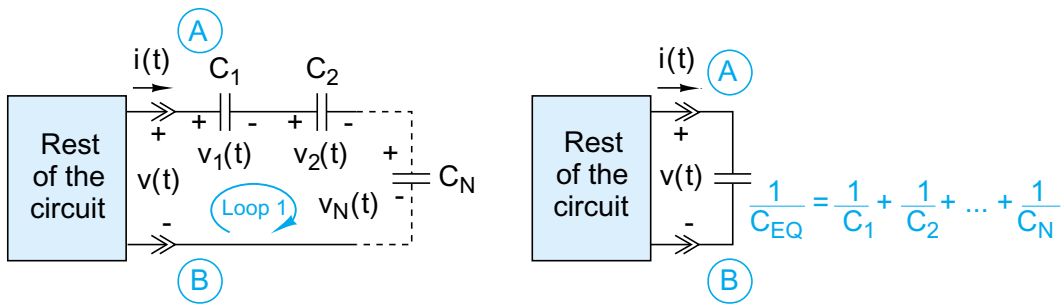 A
i(t)
C1
C2
+
+ - + -
Rest
of the
circuit
v(t)
v1(t)
v2(t)
+
CN
-
vN(t)
Loop 1
-
B
A
i(t)
+
Rest
of the
circuit
v(t)
1/CEQ = 1/C1 + 1/C2 + ... + 1/CN
-
B